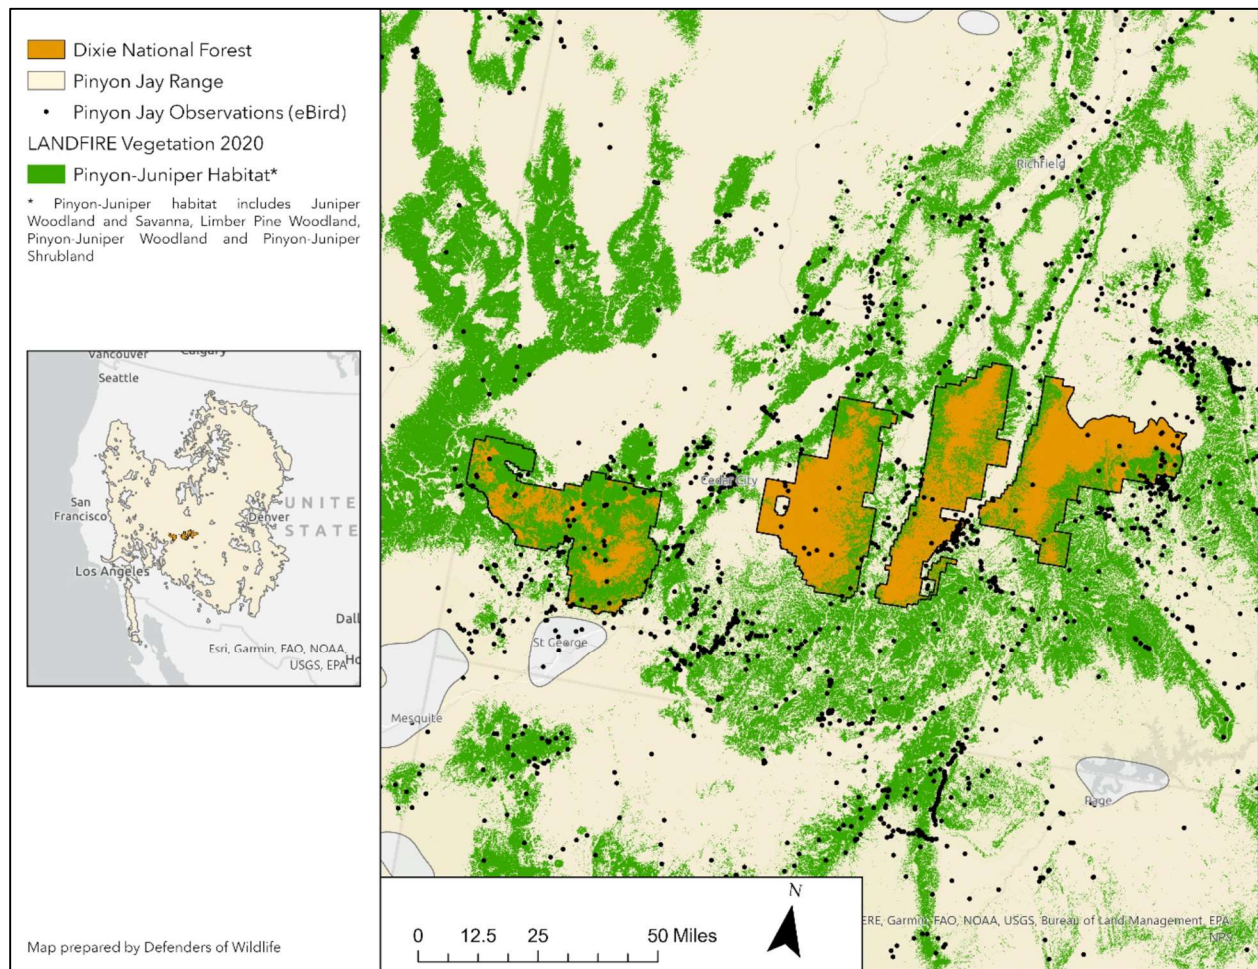 Dixie National Forest
Pinyon Jay Range
Pinyon Jay Observations (eBird)
LANDFIRE Vegetation 2020
Pinyon-Juniper Habitat*
* Pinyon-Juniper habitat includes Juniper
Woodland and Savanna, Limber Pine Woodland,
Pinyon-Juniper Woodland and Pinyon-Juniper
Shrubland
Vancouver
Calgary
Seattle
San
Francisco
UNITE
STATE
Denver
Los Angeles
Dall
Ho
Esri, Garmin, FAO, NOAA,
USGS, EPA
Map prepared by Defenders of Wildlife
Richfield
Cedar City
St George
Mesquite
Page
N
0 12.5 25 50 Miles
ERE, Garmin, FAO, NOAA, USGS, Bureau of Land Management, EPA,
NPS